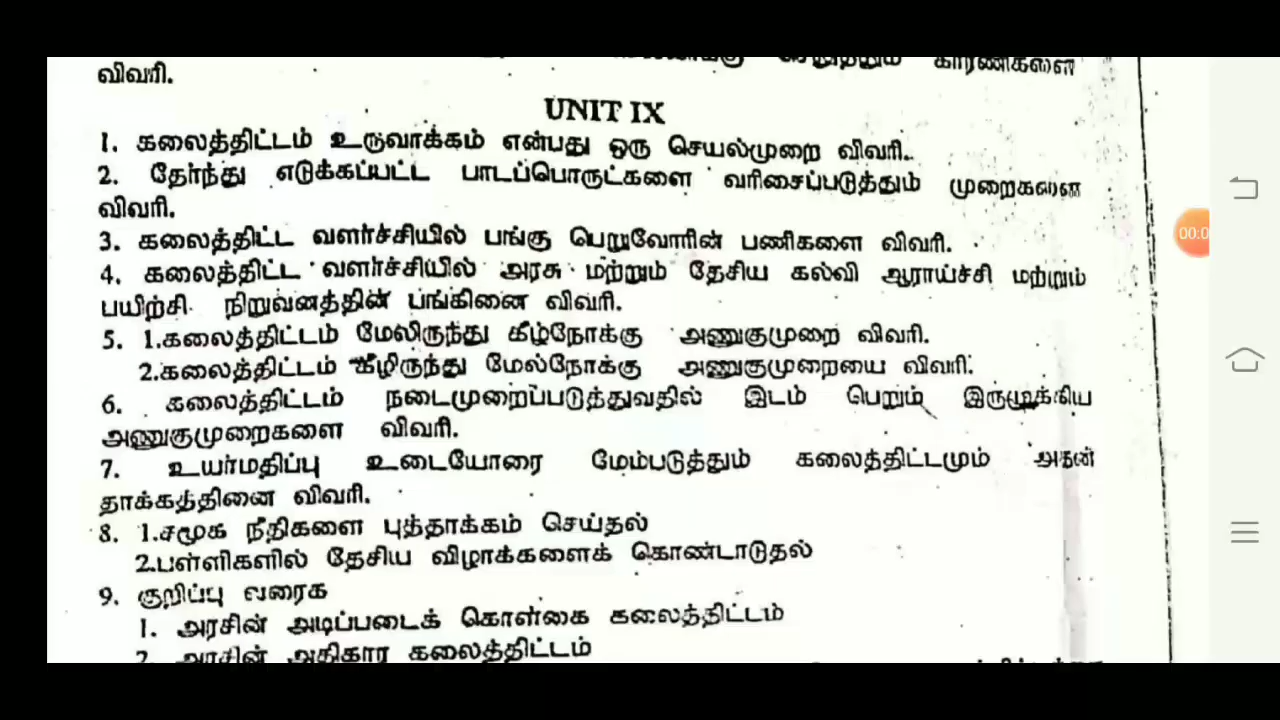 காரணிகளை
விவரி.
UNIT IX
1. கலைத்திட்டம் உருவாக்கம் என்பது ஒரு செயல்முறை விவரி.
2. தேர்ந்து எடுக்கப்பட்ட பாடப்பொருட்களை வரிசைப்படுத்தும் முறைகளை
விவரி.
3. கலைத்திட்ட வளர்ச்சியில் பங்கு பெறுவோரின் பணிகளை விவரி.
4. கலைத்திட்ட வளர்ச்சியில் அரசு மற்றும் தேசிய கல்வி ஆராய்ச்சி மற்றும்
பயிற்சி நிறுவனத்தின் பங்கினை விவரி.
5. 1.கலைத்திட்டம் மேலிருந்து கீழ்நோக்கு அணுகுமுறை விவரி.
2.கலைத்திட்டம் கீழிருந்து மேல்நோக்கு அணுகுமுறையை விவரி.
6. கலைத்திட்டம் நடைமுறைப்படுத்துவதில் இடம் பெறும் இருமுக்கிய
அணுகுமுறைகளை விவரி.
7. உயர்மதிப்பு உடையோரை மேம்படுத்தும் கலைத்திட்டமும் அதன்
தாக்கத்தினை விவரி.
8. 1.சமூக நீதிகளை புத்தாக்கம் செய்தல்
2.பள்ளிகளில் தேசிய விழாக்களைக் கொண்டாடுதல்
9. குறிப்பு வரைக
1. அரசின் அடிப்படைக் கொள்கை கலைத்திட்டம்
2. அரசின் அதிகார கலைத்திட்டம்
00:0